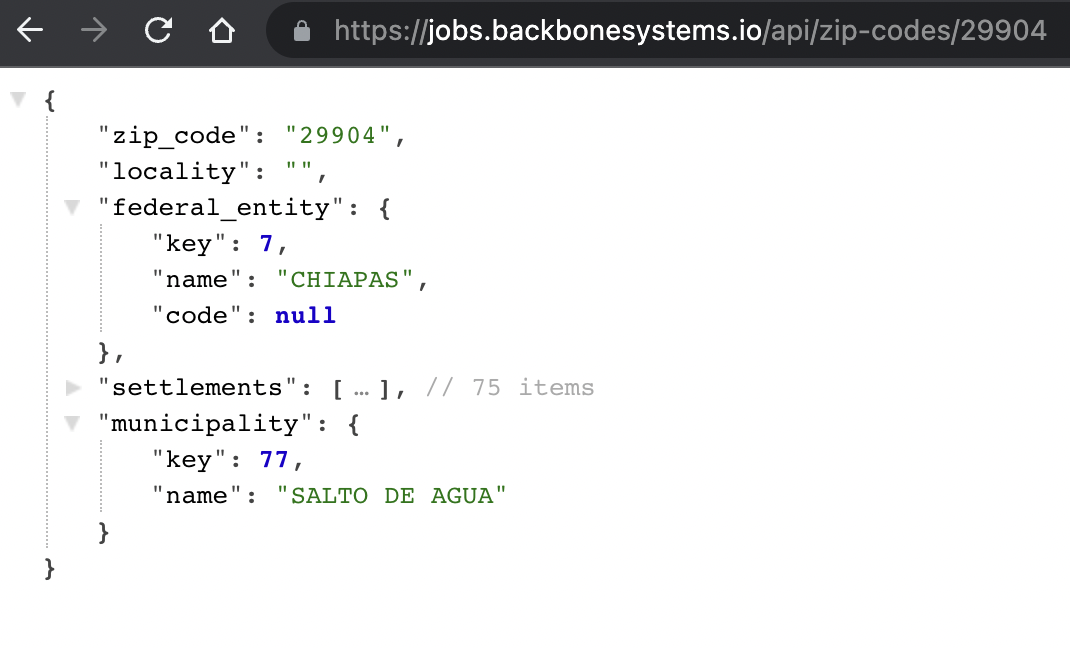 https://jobs.backbonesystems.io/api/zip-codes/29904
{
"zip_code": "29904",
"locality": "",
"federal_entity": {
"key": 7,
"name": "CHIAPAS",
"code": null
},
"settlements": [ … ], // 75 items
"municipality": {
"key": 77,
"name": "SALTO DE AGUA"
}
}